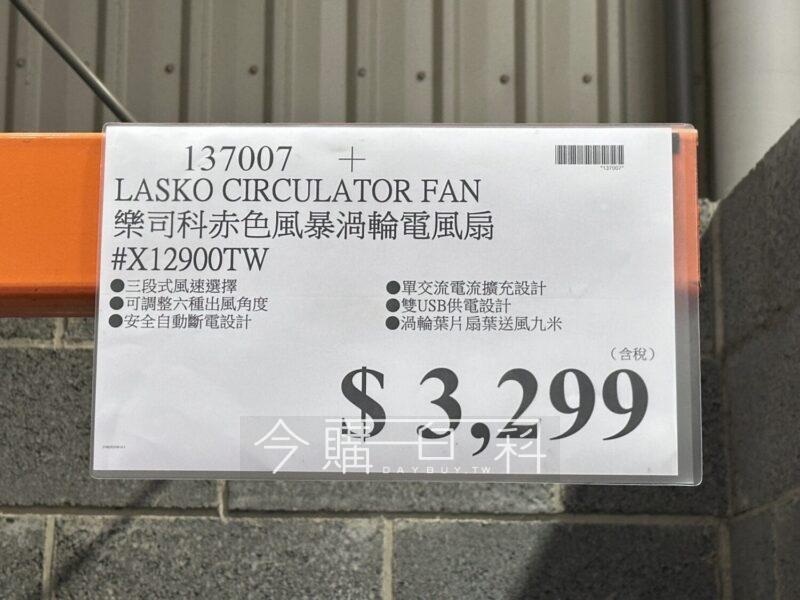 137007 +
*137007*
LASKO CIRCULATOR FAN
樂司科赤色風暴渦輪電風扇
#X12900TW
●三段式風速選擇
●可調整六種出風角度
●安全自動斷電設計
●單交流電流擴充設計
●雙USB供電設計
●渦輪葉片扇葉送風九米
(含稅)
$ 3,299
今購百科
DAYBUY.TW